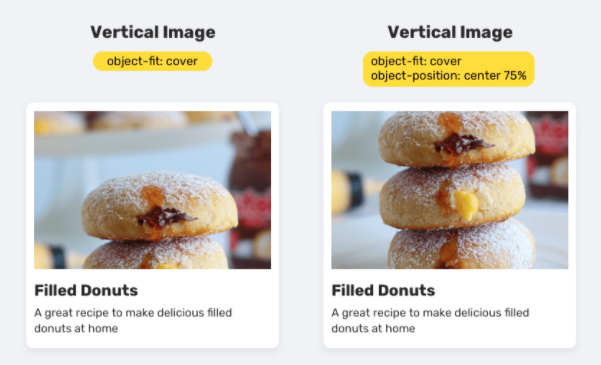 Vertical Image
object-fit: cover
Filled Donuts
A great recipe to make delicious filled
donuts at home
Vertical Image
object-fit: cover
object-position: center 75%
Filled Donuts
A great recipe to make delicious filled
donuts at home